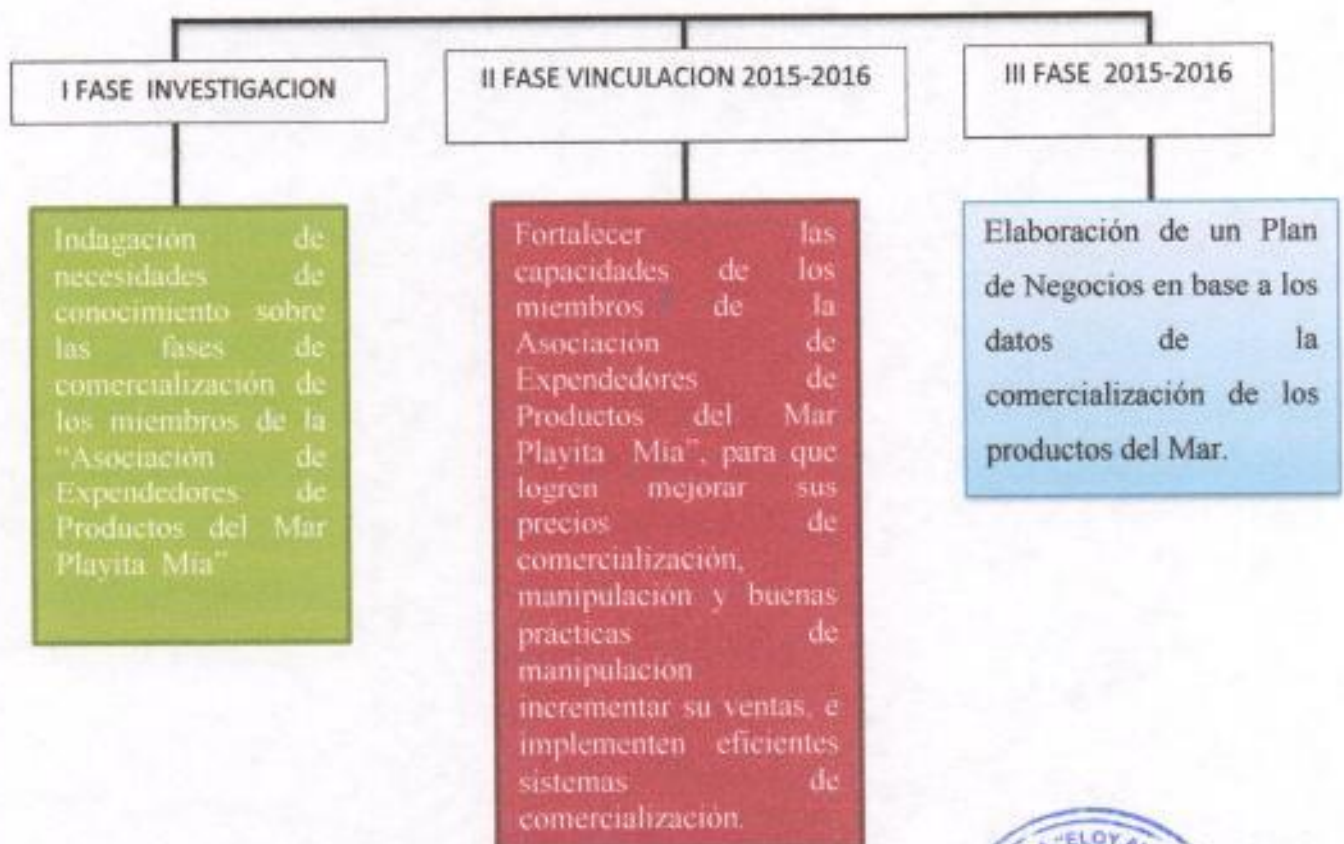 I FASE INVESTIGACION
II FASE VINCULACION 2015-2016
III FASE 2015-2016
Indagación de
necesidades de
conocimiento sobre
las fases de
comercialización de
los miembros de la
“Asociación de
Expendedores de
Productos del Mar
Playita Mia”
Fortalecer las
capacidades de los
miembros de la
Asociación de
Expendedores de
Productos del Mar
Playita Mia”, para que
logren mejorar sus
precios de
comercialización,
manipulación y buenas
practicas de
manipulación
incrementar su ventas, e
implementen eficientes
sistemas de
comercialización.
Elaboración de un Plan
de Negocios en base a los
datos de la
comercialización de los
productos del Mar.
"ELOY